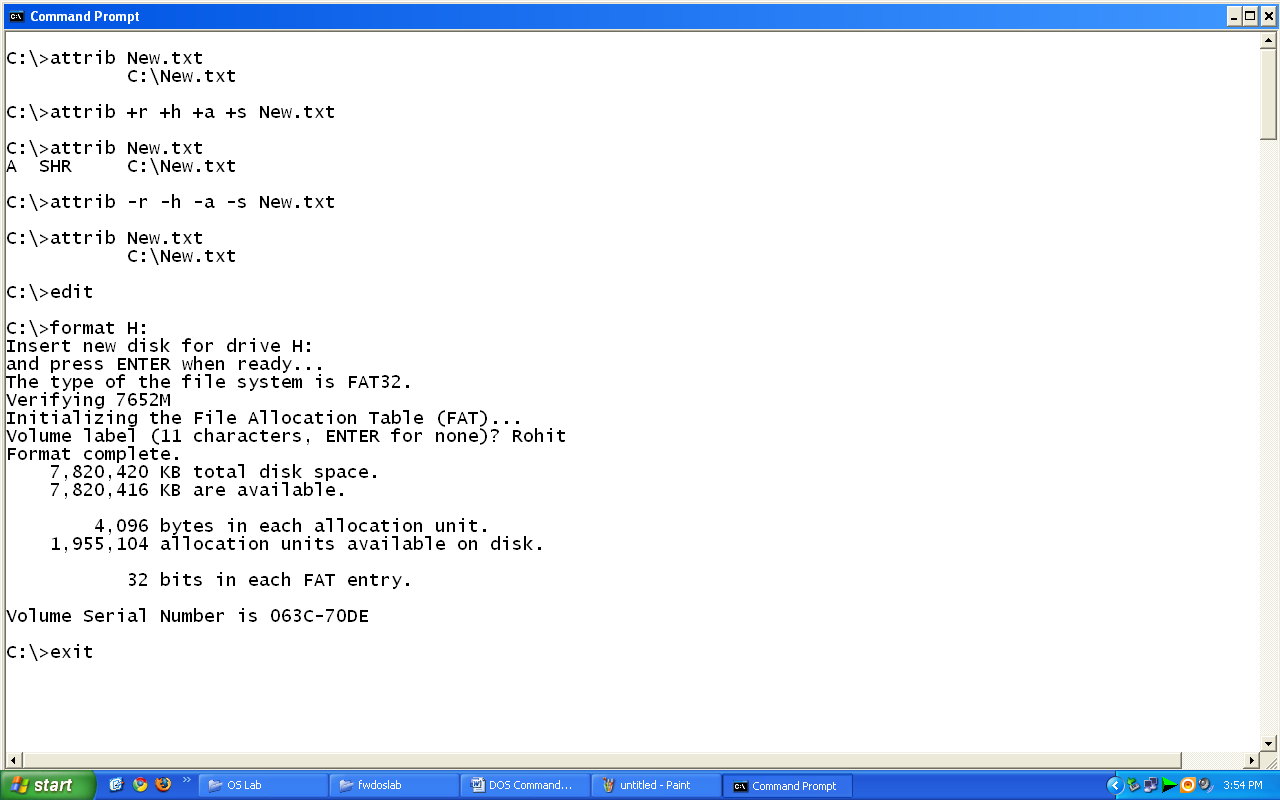 Command Prompt
C:\>attrib New.txt
           C:\New.txt
C:\>attrib +r +h +a +s New.txt
C:\>attrib New.txt
A  SHR     C:\New.txt
C:\>attrib -r -h -a -s New.txt
C:\>attrib New.txt
           C:\New.txt
C:\>edit
C:\>format H:
Insert new disk for drive H:
and press ENTER when ready...
The type of the file system is FAT32.
Verifying 7652M
Initializing the File Allocation Table (FAT)...
Volume label (11 characters, ENTER for none)? Rohit
Format complete.
    7,820,420 KB total disk space.
    7,820,416 KB are available.
        4,096 bytes in each allocation unit.
    1,955,104 allocation units available on disk.
           32 bits in each FAT entry.
Volume Serial Number is 063C-70DE
C:\>exit
start OS Lab fwdoslab DOS Command... untitled - Paint Command Prompt 3:54 PM